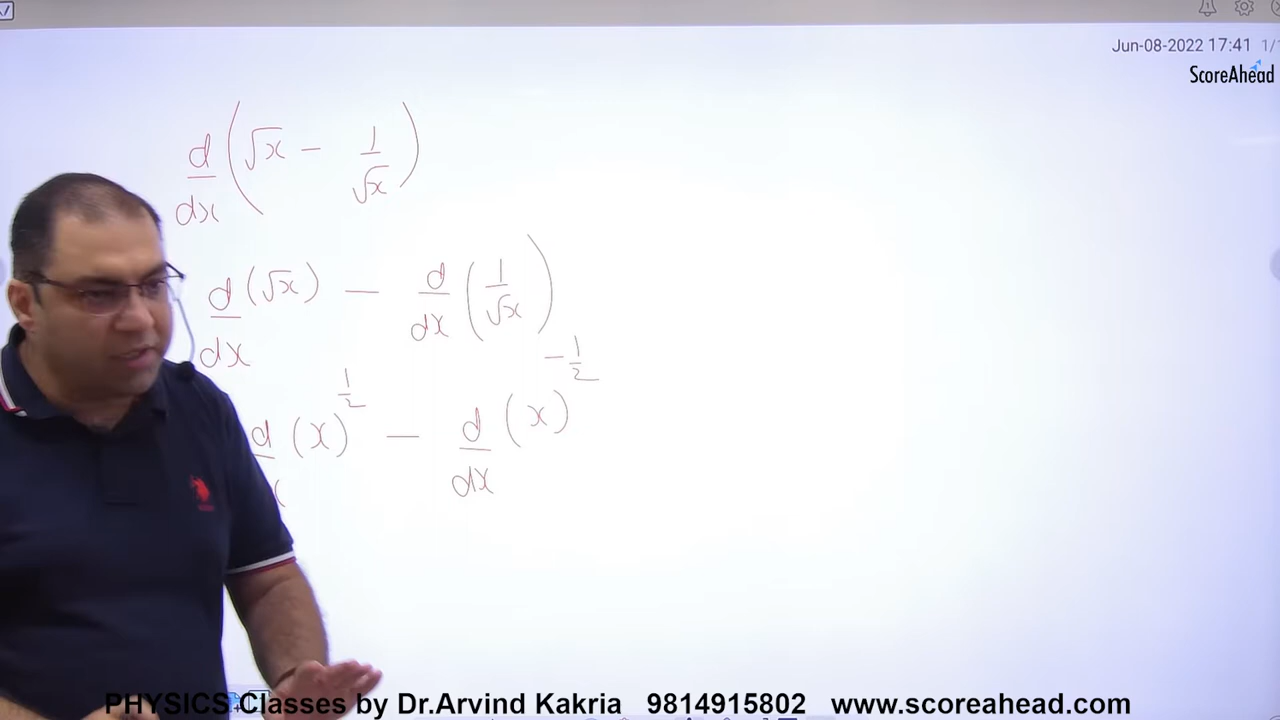 Jun-08-2022 17:41 1/
ScoreAhead
d/dx (√x − 1/√x)
d/dx (√x) − d/dx (1/√x)
d (x)^1/2 − d/dx (x)^−1/2
PHYSICS Classes by Dr.Arvind Kakria 9814915802 www.scoreahead.com